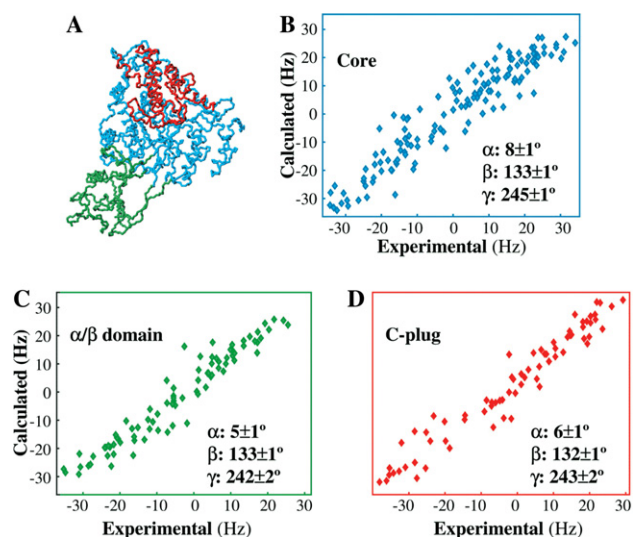 A
B
Core
Calculated (Hz)
30
20
10
0
-10
-20
-30
α: 8±1º
β: 133±1º
γ: 245±1º
-30 -20 -10 0 10 20 30
Experimental (Hz)
C
α/β domain
Calculated (Hz)
30
20
10
0
-10
-20
-30
α: 5±1º
β: 133±1º
γ: 242±2º
-30 -20 -10 0 10 20 30
Experimental (Hz)
D
C-plug
α: 6±1º
β: 132±1º
γ: 243±2º
-30 -20 -10 0 10 20 30
Experimental (Hz)